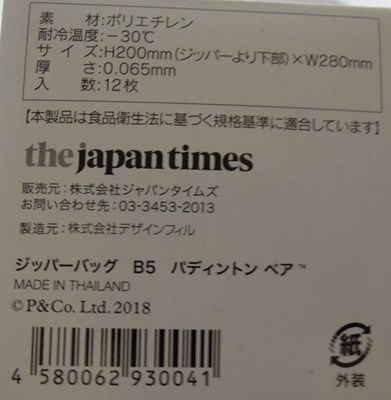 素　　材:ポリエチレン
耐冷温度:−30℃
サ イ ズ:H200mm(ジッパーより下部)×W280mm
厚　　さ:0.065mm
入　　数:12枚
【本製品は食品衛生法に基づく規格基準に適合しています】
the japan times
販売元：株式会社ジャパンタイムズ
お問い合わせ先：03-3453-2013
製造元：株式会社デザインフィル
ジッパーバッグ　B5　パディントン ベア™
MADE IN THAILAND
©P&Co. Ltd. 2018
紙
外装
4 580062 930041